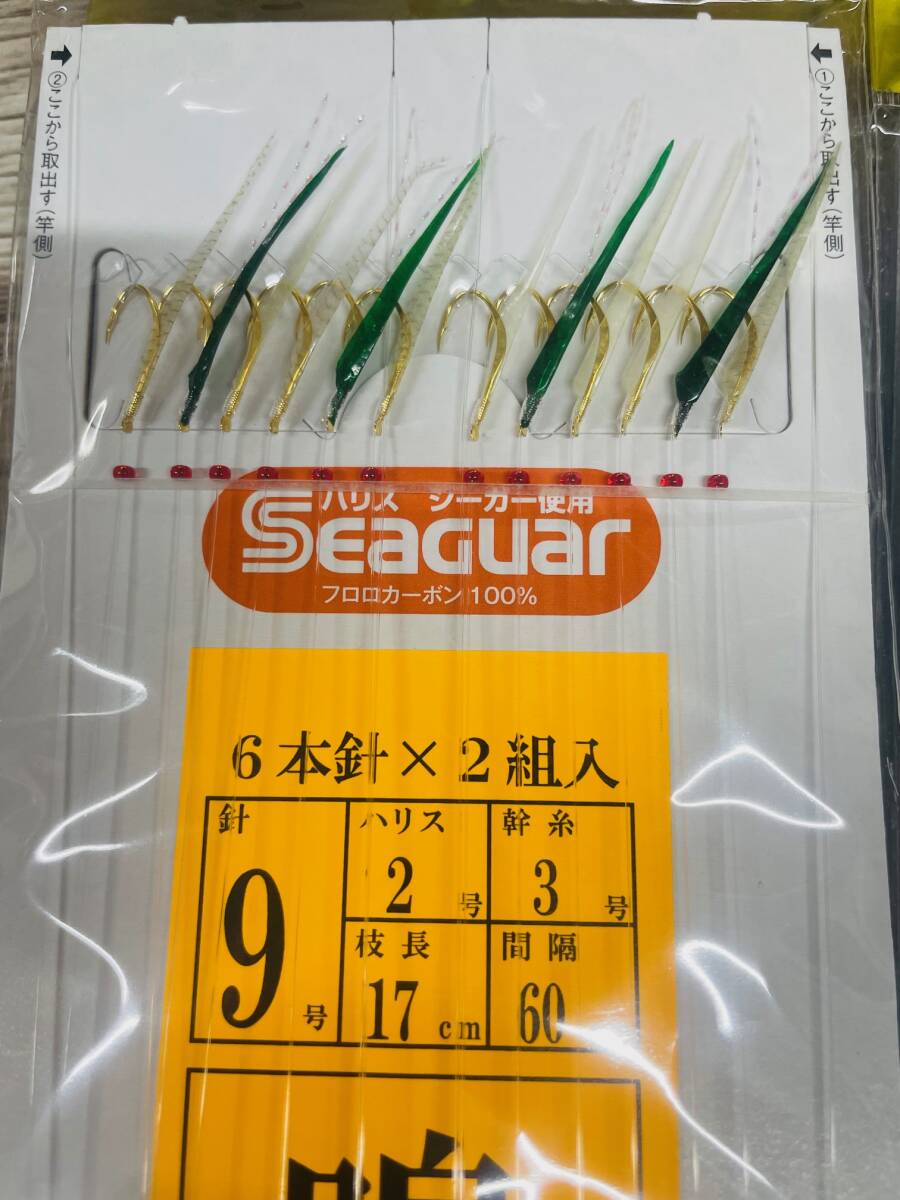 ②ここから取出す(竿側)
①ここから取出す(竿側)
ハリス シーガー使用
Seaguar
フロロカーボン 100%
6本針×2組入
針
9号
ハリス
2号
幹糸
3号
枝長
17cm
間隔
60